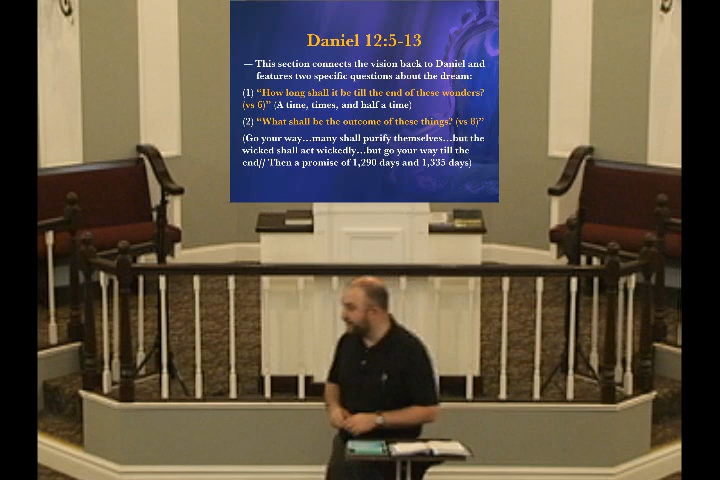 Daniel 12:5-13
— This section connects the vision back to Daniel and
features two specific questions about the dream:
(1) “How long shall it be till the end of these wonders?
(vs 6)” (A time, times, and half a time)
(2) “What shall be the outcome of these things? (vs 8)”
(Go your way…many shall purify themselves…but the
wicked shall act wickedly…but go your way till the
end// Then a promise of 1,290 days and 1,335 days)